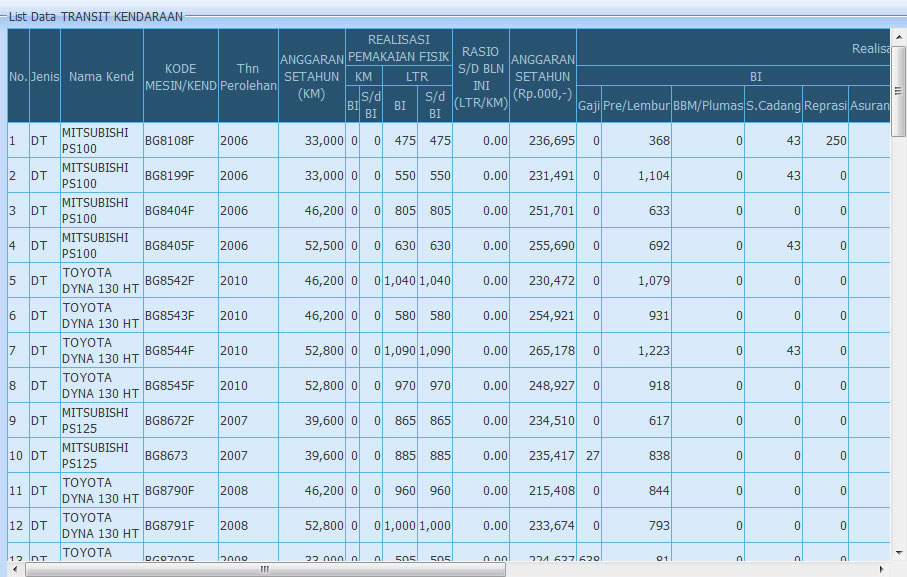 List Data TRANSIT KENDARAAN
No. Jenis Nama Kend KODE MESIN/KEND Thn Perolehan ANGGARAN SETAHUN (KM) REALISASI PEMAKAIAN FISIK RASIO S/D BLN INI (LTR/KM) ANGGARAN SETAHUN (Rp.000,-) Realisa
KM LTR BI
BI S/d BI BI S/d BI Gaji Pre/Lembur BBM/Plumas S.Cadang Reprasi Asuran
1 DT MITSUBISHI PS100 BG8108F 2006 33,000 0 0 475 475 0.00 236,695 0 368 0 43 250
2 DT MITSUBISHI PS100 BG8199F 2006 33,000 0 0 550 550 0.00 231,491 0 1,104 0 43 0
3 DT MITSUBISHI PS100 BG8404F 2006 46,200 0 0 805 805 0.00 251,701 0 633 0 0 0
4 DT MITSUBISHI PS100 BG8405F 2006 52,500 0 0 630 630 0.00 255,690 0 692 0 43 0
5 DT TOYOTA DYNA 130 HT BG8542F 2010 46,200 0 0 1,040 1,040 0.00 230,472 0 1,079 0 0 0
6 DT TOYOTA DYNA 130 HT BG8543F 2010 46,200 0 0 580 580 0.00 254,921 0 931 0 0 0
7 DT TOYOTA DYNA 130 HT BG8544F 2010 52,800 0 0 1,090 1,090 0.00 265,178 0 1,223 0 43 0
8 DT TOYOTA DYNA 130 HT BG8545F 2010 52,800 0 0 970 970 0.00 248,927 0 918 0 0 0
9 DT MITSUBISHI PS125 BG8672F 2007 39,600 0 0 865 865 0.00 234,510 0 617 0 0 0
10 DT MITSUBISHI PS125 BG8673 2007 39,600 0 0 885 885 0.00 235,417 27 838 0 0 0
11 DT TOYOTA DYNA 130 HT BG8790F 2008 46,200 0 0 960 960 0.00 215,408 0 844 0 0 0
12 DT TOYOTA DYNA 130 HT BG8791F 2008 52,800 0 0 1,000 1,000 0.00 233,674 0 793 0 0 0
13 DT TOYOTA BG8792F 2008 33,000 0 0 595 595 0.00 224,637 638 81 0 0 0